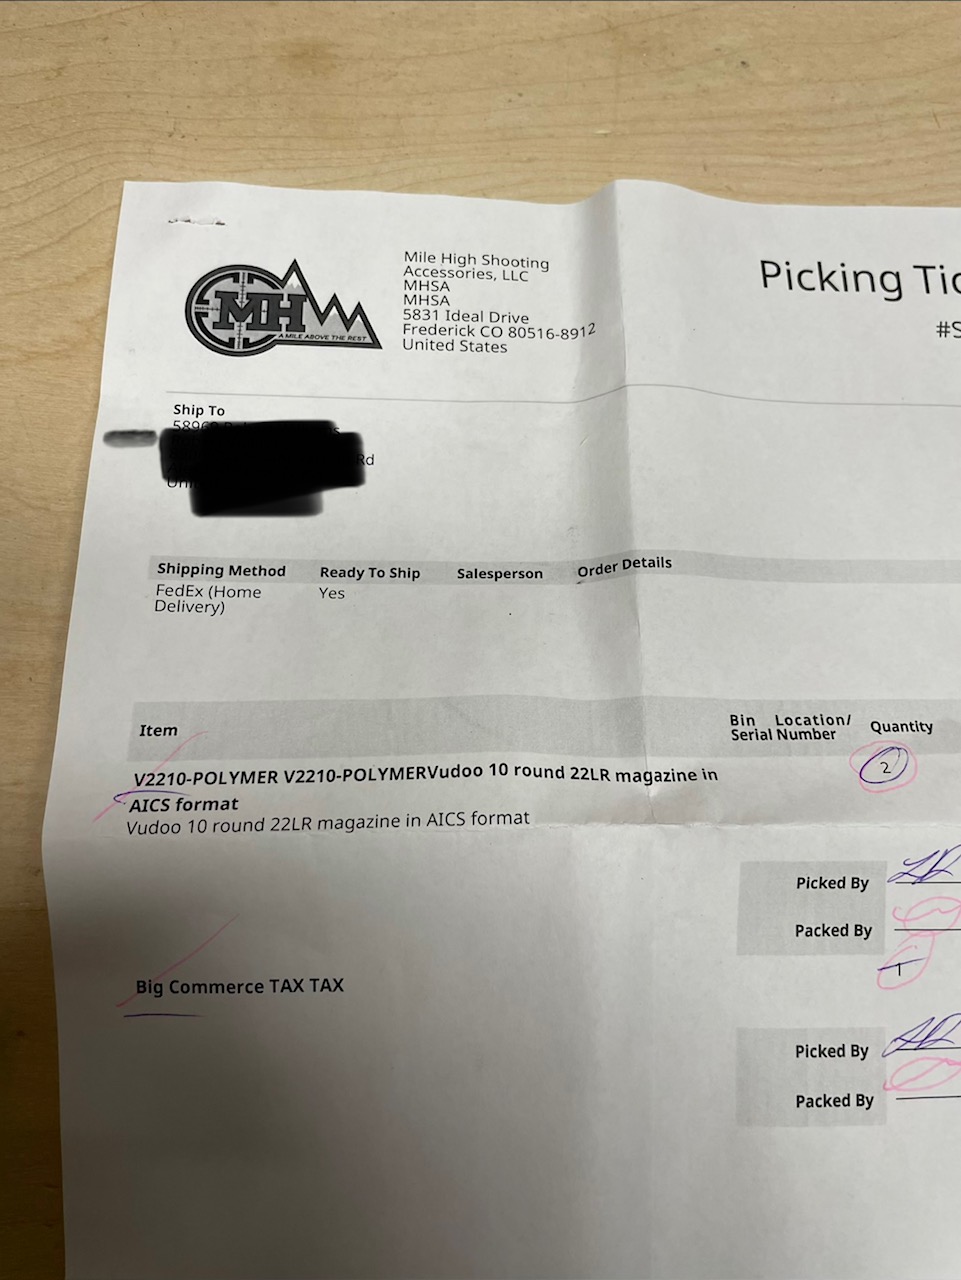 MH
A MILE ABOVE THE REST
Mile High Shooting
Accessories, LLC
MHSA
MHSA
5831 Ideal Drive
Frederick CO 80516-8912
United States
Picking Tic
#S
Ship To
Rd
Shipping Method Ready To Ship Salesperson Order Details
FedEx (Home Yes
Delivery)
Item Bin Location/ Quantity
Serial Number
V2210-POLYMER V2210-POLYMERVudoo 10 round 22LR magazine in 2
AICS format
Vudoo 10 round 22LR magazine in AICS format
Picked By
Packed By
Big Commerce TAX TAX 1
Picked By
Packed By